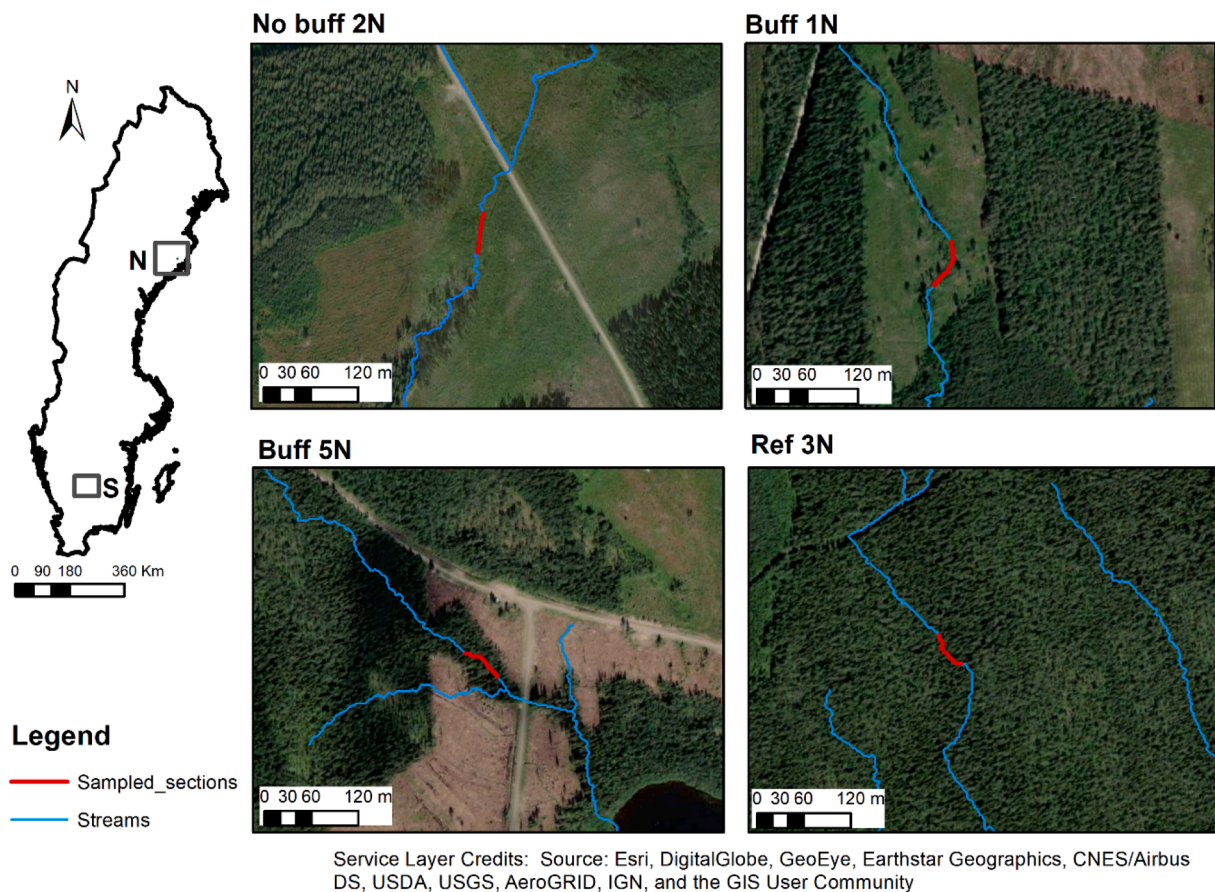 No buff 2N
Buff 1N
N
N
S
0 90 180 360 Km
0 30 60 120 m
0 30 60 120 m
Buff 5N
Ref 3N
0 30 60 120 m
0 30 60 120 m
Legend
Sampled_sections
Streams
Service Layer Credits: Source: Esri, DigitalGlobe, GeoEye, Earthstar Geographics, CNES/Airbus
DS, USDA, USGS, AeroGRID, IGN, and the GIS User Community